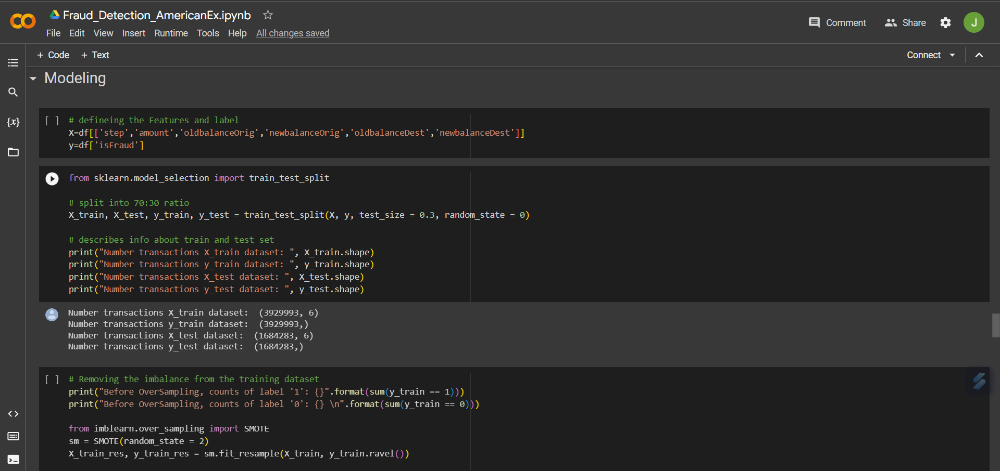 Fraud_Detection_AmericanEx.ipynb
Comment
Share
J
File Edit View Insert Runtime Tools Help All changes saved
+ Code + Text
Connect
Modeling
[ ] # defineing the Features and label
X=df[['step','amount','oldbalanceOrig','newbalanceOrig','oldbalanceDest','newbalanceDest']]
y=df['isFraud']
{x}
from sklearn.model_selection import train_test_split
# split into 70:30 ratio
X_train, X_test, y_train, y_test = train_test_split(X, y, test_size = 0.3, random_state = 0)
# describes info about train and test set
print("Number transactions X_train dataset: ", X_train.shape)
print("Number transactions y_train dataset: ", y_train.shape)
print("Number transactions X_test dataset: ", X_test.shape)
print("Number transactions y_test dataset: ", y_test.shape)
Number transactions X_train dataset:  (3929993, 6)
Number transactions y_train dataset:  (3929993,)
Number transactions X_test dataset:  (1684283, 6)
Number transactions y_test dataset:  (1684283,)
[ ] # Removing the imbalance from the training dataset
print("Before OverSampling, counts of label '1': {}".format(sum(y_train == 1)))
print("Before OverSampling, counts of label '0': {} \n".format(sum(y_train == 0)))
from imblearn.over_sampling import SMOTE
sm = SMOTE(random_state = 2)
X_train_res, y_train_res = sm.fit_resample(X_train, y_train.ravel())